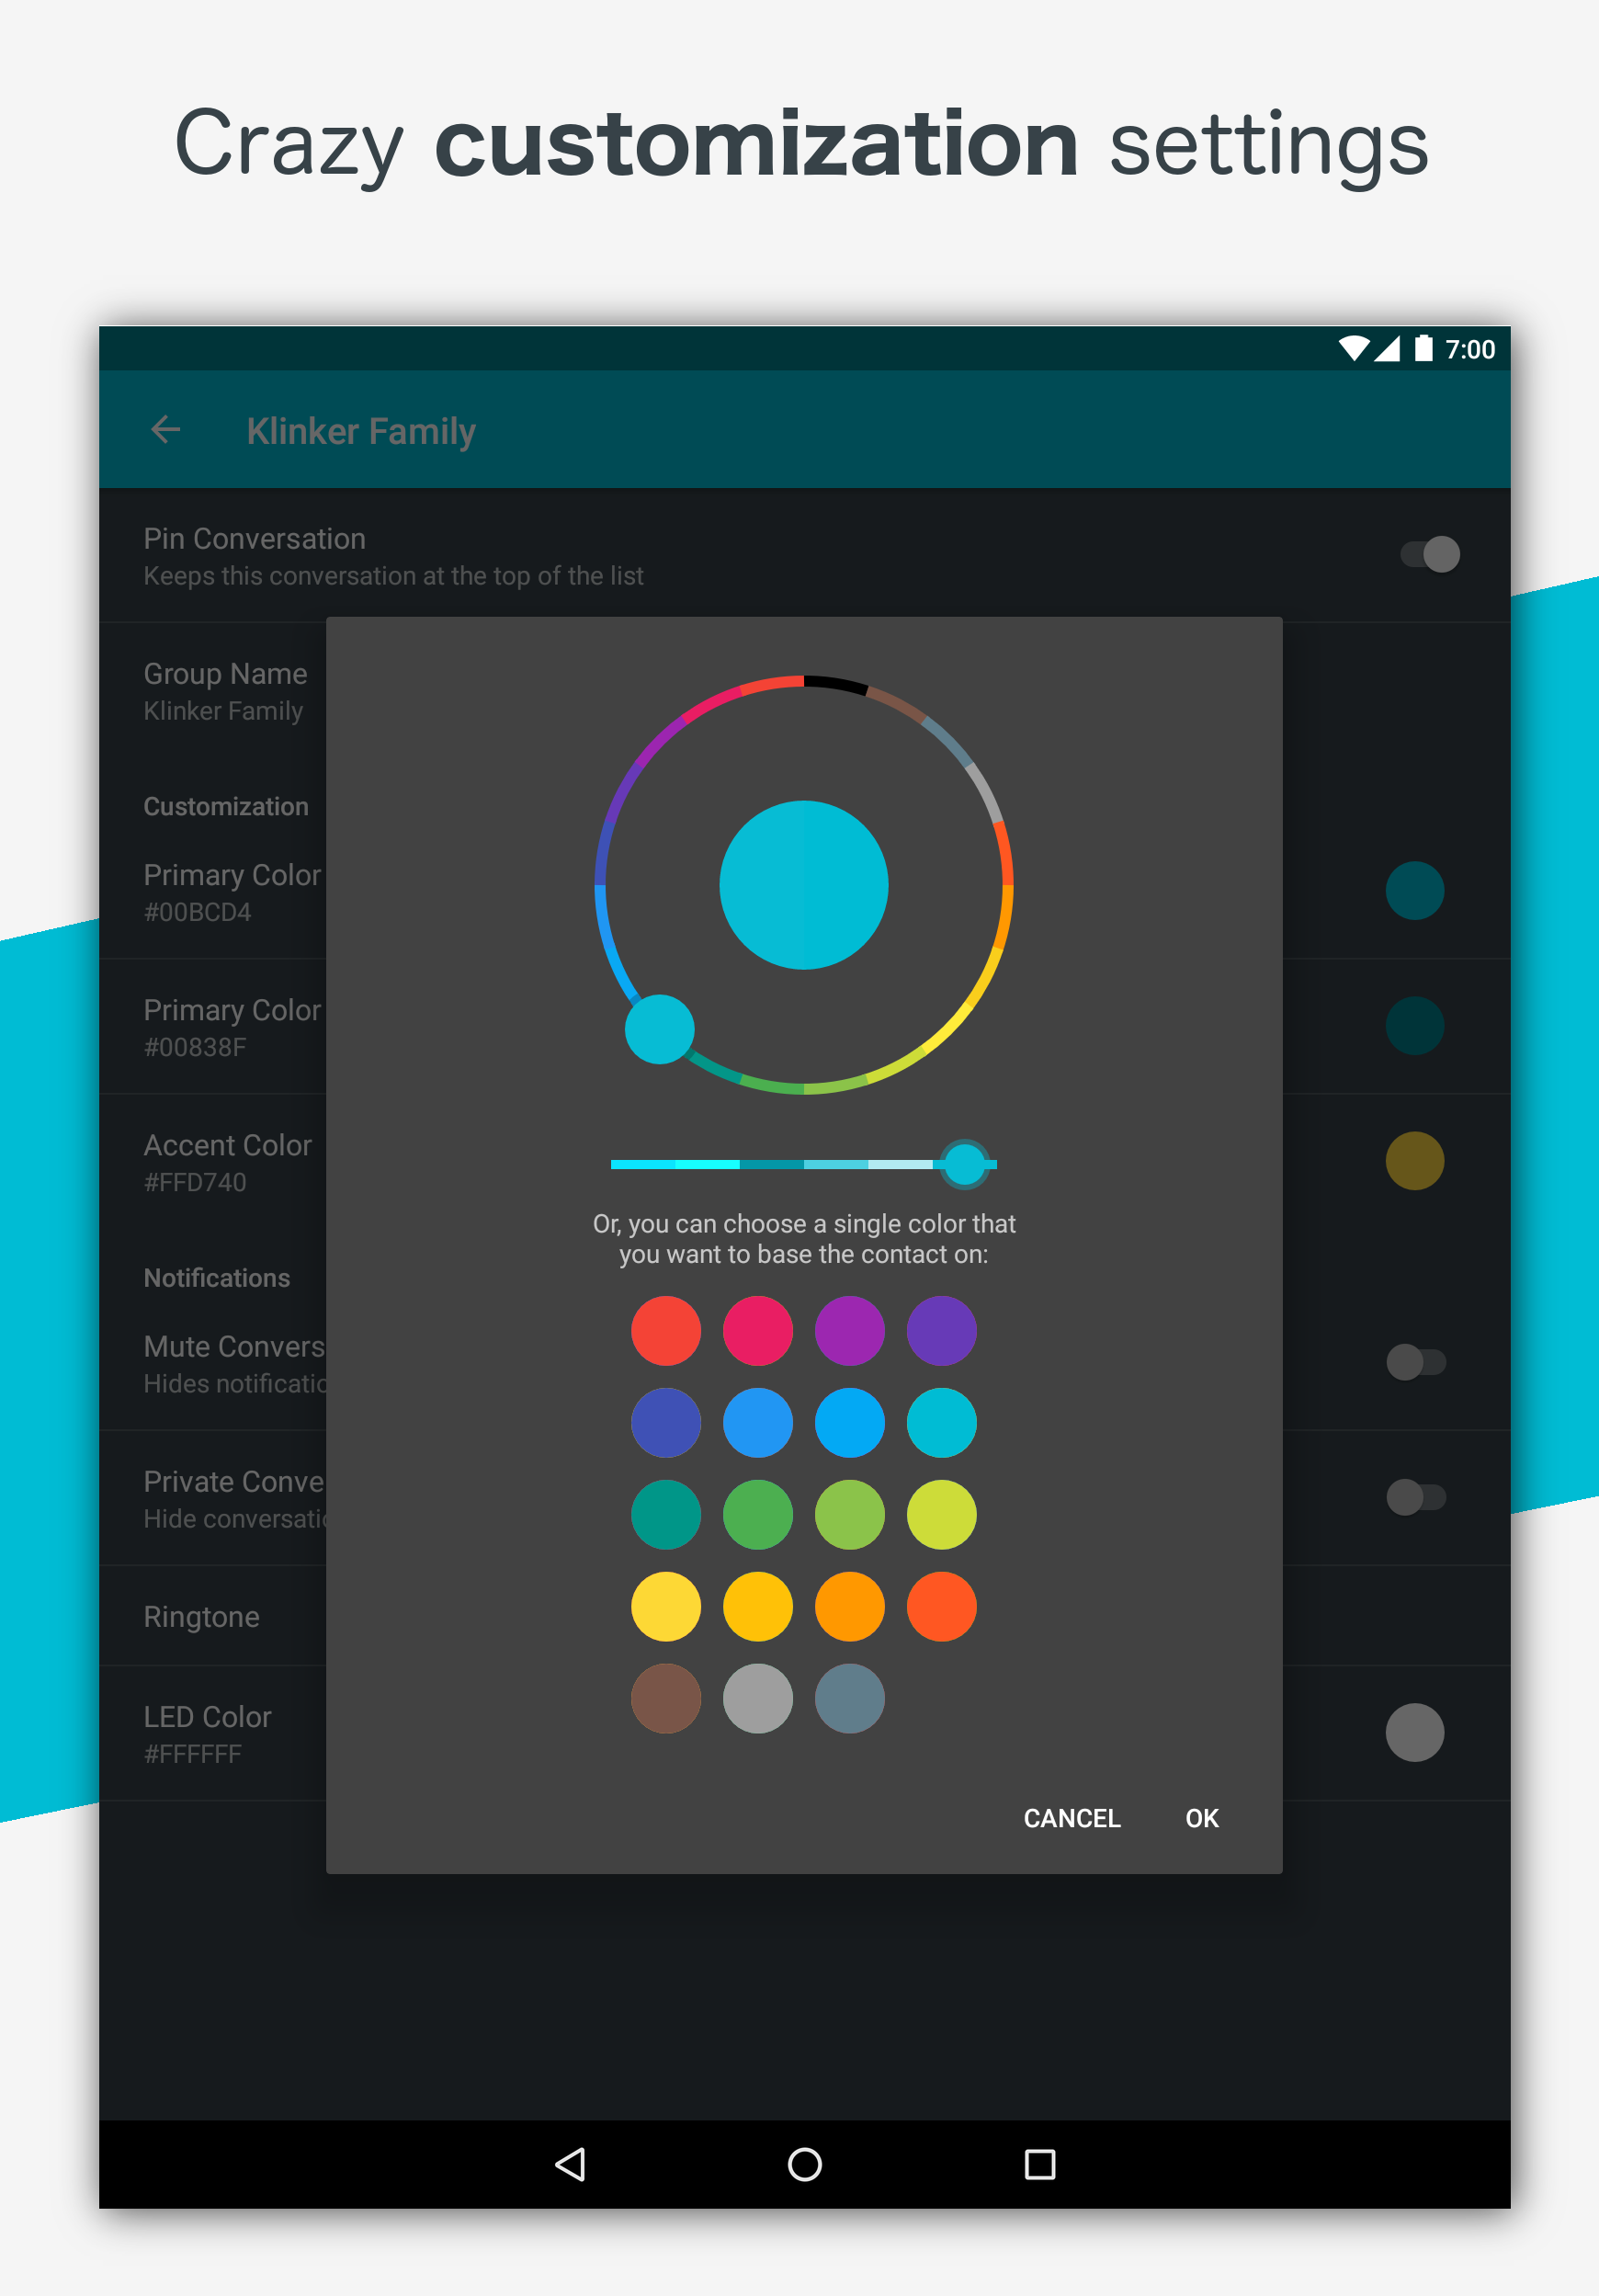 Crazy customization settings
7:00
Klinker Family
Pin Conversation
Keeps this conversation at the top of the list
Group Name
Klinker Family
Customization
Primary Color
#00BCD4
Primary Color
#00838F
Accent Color
#FFD740
Notifications
Mute Convers
Hides notificatio
Private Conve
Hide conversatio
Ringtone
LED Color
#FFFFFF
Or, you can choose a single color that
you want to base the contact on:
CANCEL OK